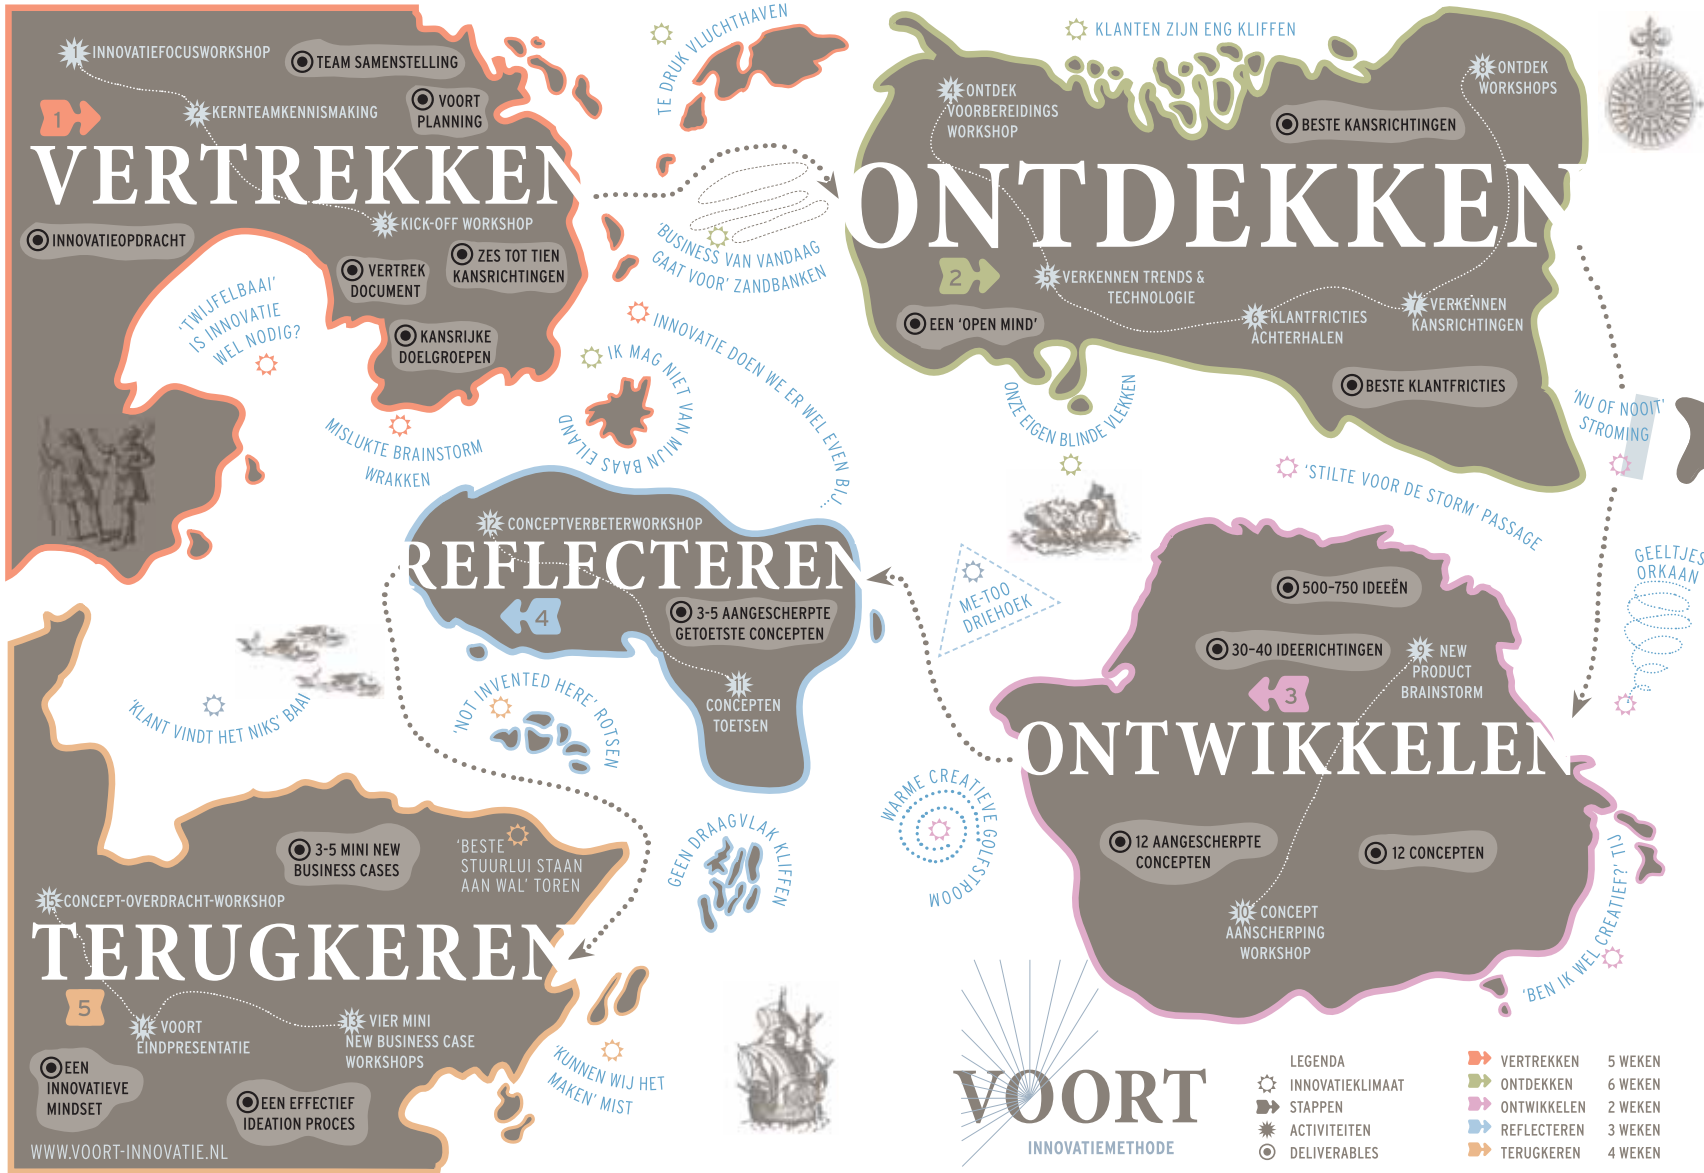 1 INNOVATIEFOCUSWORKSHOP
TEAM SAMENSTELLING
2 KERNTEAMKENNISMAKING
VOORT
PLANNING
1
VERTREKKEN
3 KICK-OFF WORKSHOP
INNOVATIEOPDRACHT
ZES TOT TIEN
KANSRICHTINGEN
VERTREK
DOCUMENT
KANSRIJKE
DOELGROEPEN
'TWIJFELBAAI'
IS INNOVATIE
WEL NODIG?
MISLUKTE BRAINSTORM
WRAKKEN
TE DRUK VLUCHTHAVEN
'BUSINESS VAN VANDAAG
GAAT VOOR' ZANDBANKEN
INNOVATIE DOEN WE ER WEL EVEN BIJ...
IK MAG NIET VAN MIJN BAAS EILAND
KLANTEN ZIJN ENG KLIFFEN
4 ONTDEK
VOORBEREIDINGS
WORKSHOP
8 ONTDEK
WORKSHOPS
BESTE KANSRICHTINGEN
ONTDEKKEN
2
5 VERKENNEN TRENDS &
TECHNOLOGIE
EEN 'OPEN MIND'
6 KLANTFRICTIES
ACHTERHALEN
7 VERKENNEN
KANSRICHTINGEN
BESTE KLANTFRICTIES
ONZE EIGEN BLINDE VLEKKEN
'NU OF NOOIT'
STROMING
'STILTE VOOR DE STORM' PASSAGE
GEELTJES
ORKAAN
12 CONCEPTVERBETERWORKSHOP
REFLECTEREN
4
3-5 AANGESCHERPTE
GETOETSTE CONCEPTEN
11
CONCEPTEN
TOETSEN
ME-TOO
DRIEHOEK
500-750 IDEEËN
30-40 IDEERICHTINGEN
9 NEW
PRODUCT
BRAINSTORM
3
ONTWIKKELEN
12 AANGESCHERPTE
CONCEPTEN
12 CONCEPTEN
10 CONCEPT
AANSCHERPING
WORKSHOP
'BEN IK WEL CREATIEF?' TIJ
WARME CREATIEVE GOLFSTROOM
'KLANT VINDT HET NIKS' BAAI
'NOT INVENTED HERE' ROTSEN
GEEN DRAAGVLAK KLIFFEN
3-5 MINI NEW
BUSINESS CASES
'BESTE
STUURLUI STAAN
AAN WAL' TOREN
15 CONCEPT-OVERDRACHT-WORKSHOP
TERUGKEREN
5
14 VOORT
EINDPRESENTATIE
13 VIER MINI
NEW BUSINESS CASE
WORKSHOPS
EEN
INNOVATIEVE
MINDSET
EEN EFFECTIEF
IDEATION PROCES
'KUNNEN WIJ HET
MAKEN' MIST
WWW.VOORT-INNOVATIE.NL
VOORT
INNOVATIEMETHODE
LEGENDA
INNOVATIEKLIMAAT
STAPPEN
ACTIVITEITEN
DELIVERABLES
VERTREKKEN 5 WEKEN
ONTDEKKEN 6 WEKEN
ONTWIKKELEN 2 WEKEN
REFLECTEREN 3 WEKEN
TERUGKEREN 4 WEKEN